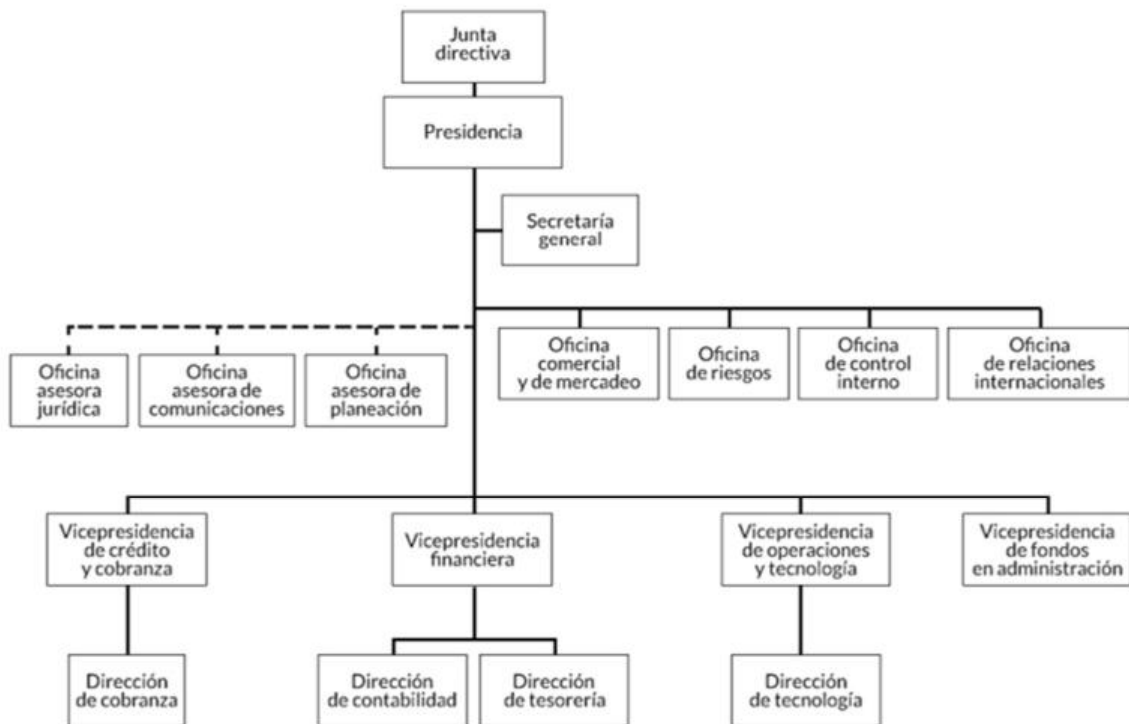 Junta
directiva
Presidencia
Secretaría
general
Oficina
asesora
jurídica
Oficina
asesora de
comunicaciones
Oficina
asesora de
planeación
Oficina
comercial
y de mercadeo
Oficina
de riesgos
Oficina
de control
interno
Oficina
de relaciones
internacionales
Vicepresidencia
de crédito
y cobranza
Vicepresidencia
financiera
Vicepresidencia
de operaciones
y tecnología
Vicepresidencia
de fondos
en administración
Dirección
de cobranza
Dirección
de contabilidad
Dirección
de tesorería
Dirección
de tecnología